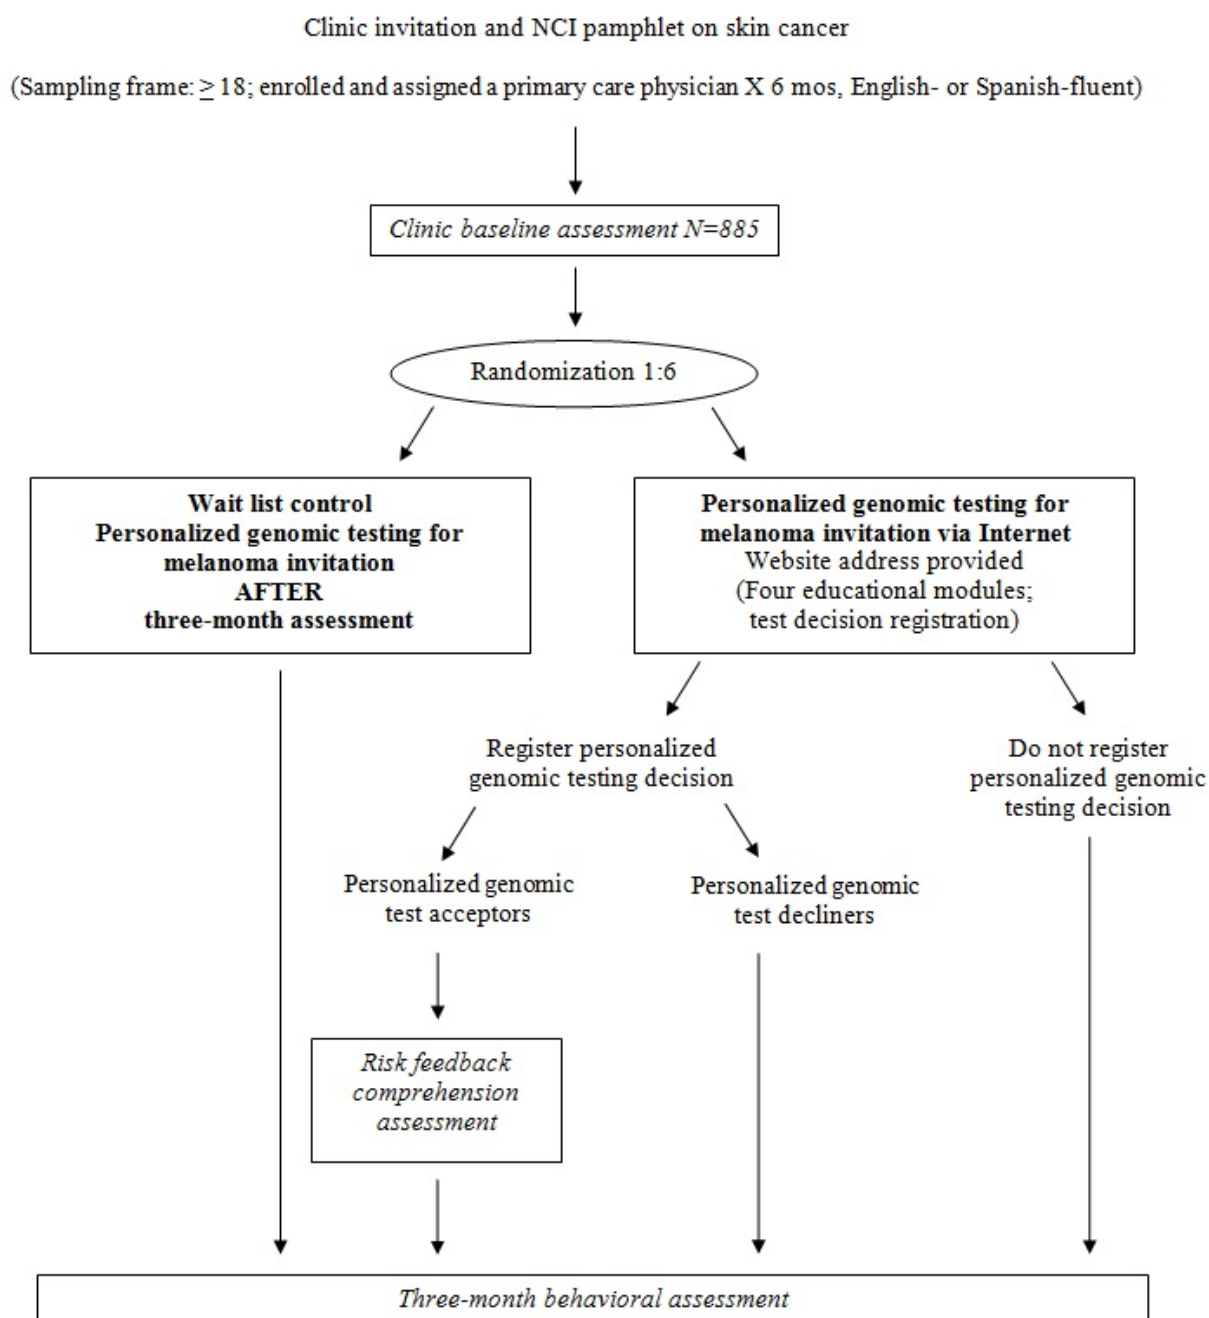 Clinic invitation and NCI pamphlet on skin cancer
(Sampling frame: ≥ 18; enrolled and assigned a primary care physician X 6 mos, English- or Spanish-fluent)
Clinic baseline assessment N=885
Randomization 1:6
Wait list control
Personalized genomic testing for
melanoma invitation
AFTER
three-month assessment
Personalized genomic testing for
melanoma invitation via Internet
Website address provided
(Four educational modules;
test decision registration)
Register personalized
genomic testing decision
Do not register
personalized genomic
testing decision
Personalized genomic
test acceptors
Personalized genomic
test decliners
Risk feedback
comprehension
assessment
Three-month behavioral assessment